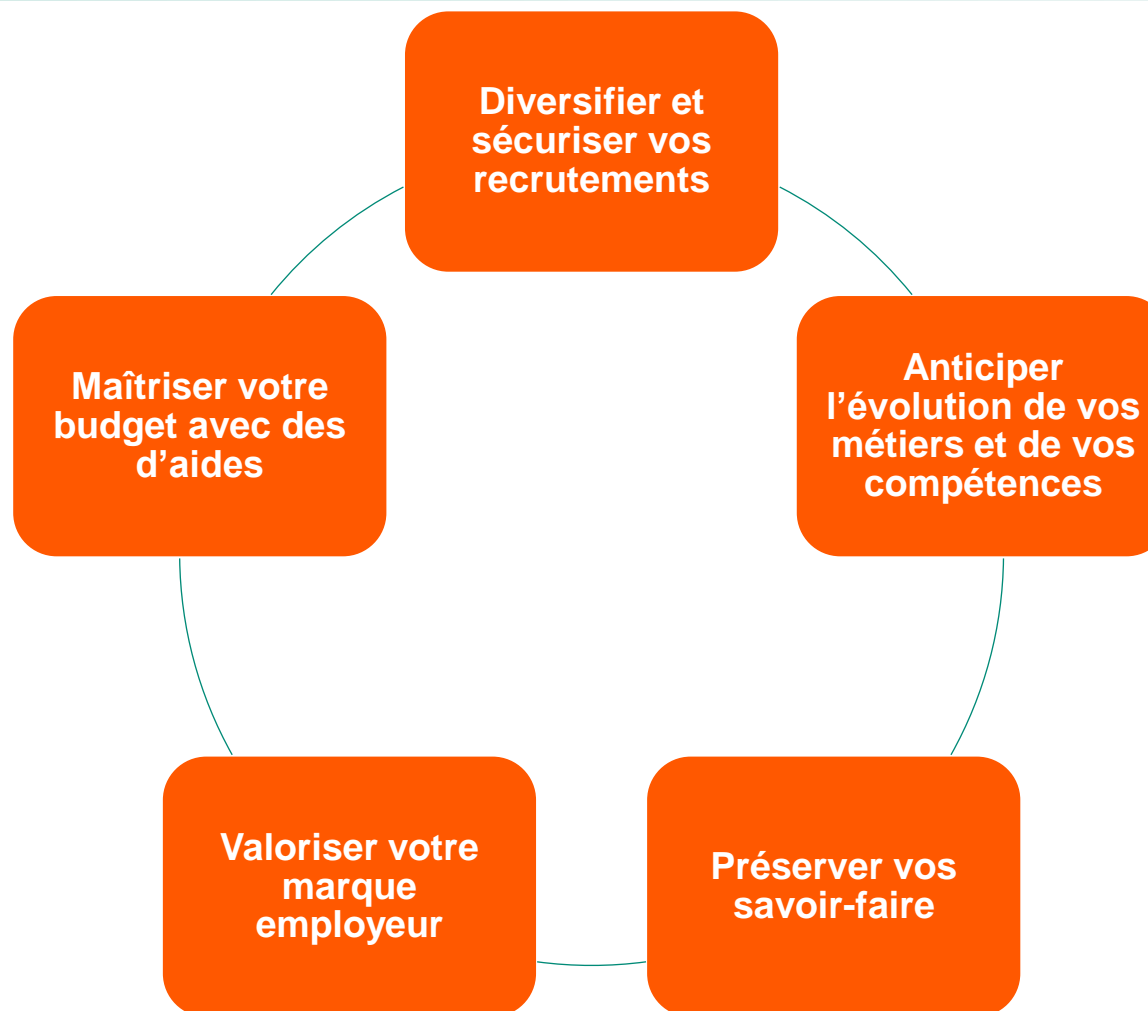 Diversifier et
sécuriser vos
recrutements
Anticiper
l’évolution de vos
métiers et de vos
compétences
Préserver vos
savoir-faire
Valoriser votre
marque
employeur
Maîtriser votre
budget avec des
d’aides